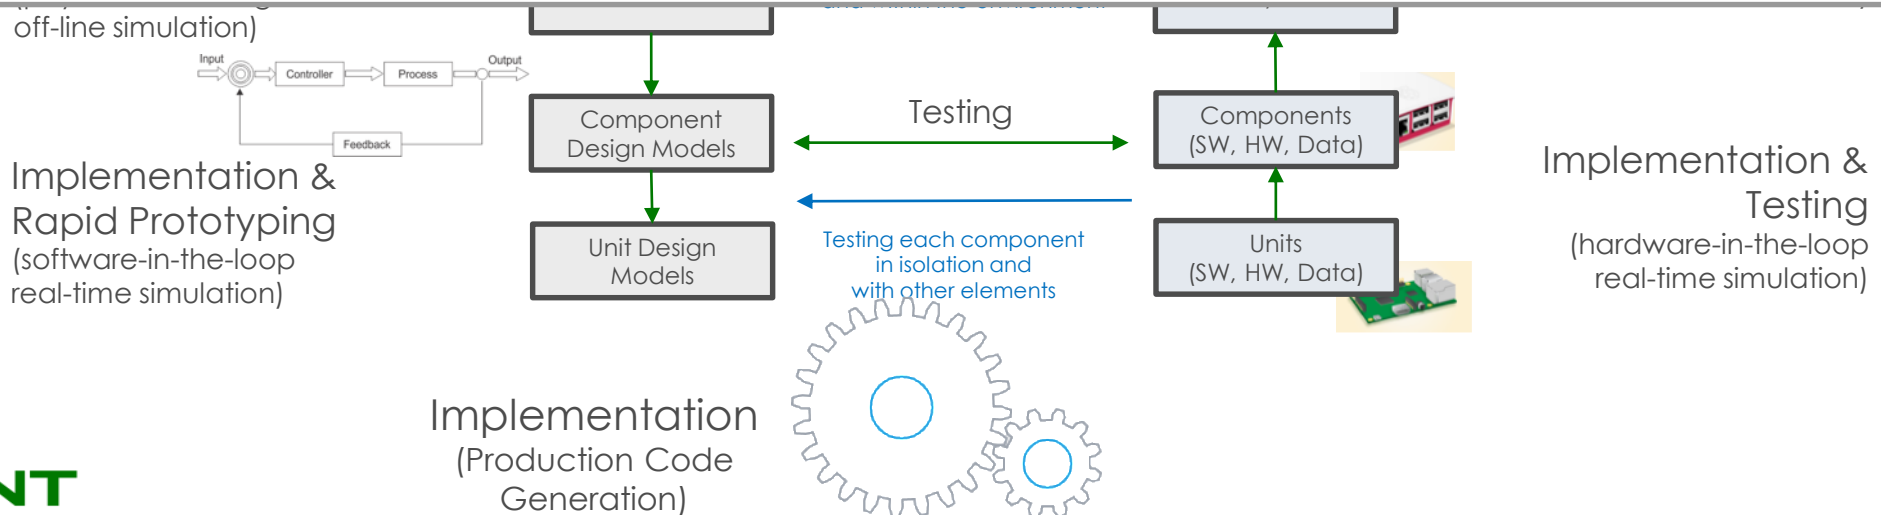 off-line simulation)
Input
Controller
Process
Output
Feedback
Component
Design Models
Testing
Components
(SW, HW, Data)
Implementation &
Rapid Prototyping
(software-in-the-loop
real-time simulation)
Unit Design
Models
Testing each component
in isolation and
with other elements
Units
(SW, HW, Data)
Implementation &
Testing
(hardware-in-the-loop
real-time simulation)
Implementation
(Production Code
Generation)
NT